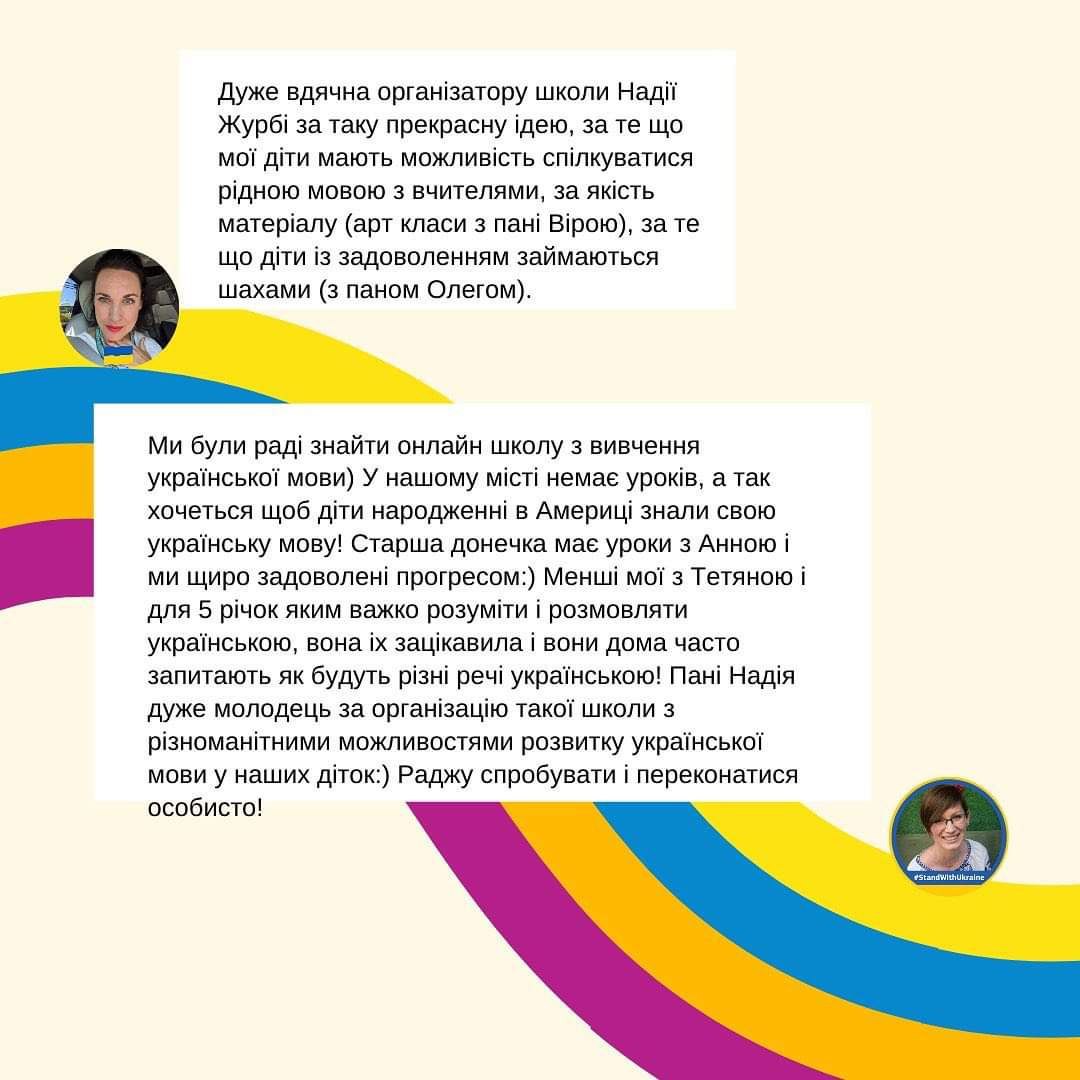 Дуже вдячна організатору школи Надії
Журбі за таку прекрасну ідею, за те що
мої діти мають можливість спілкуватися
рідною мовою з вчителями, за якість
матеріалу (арт класи з пані Вірою), за те
що діти із задоволенням займаються
шахами (з паном Олегом).
Ми були раді знайти онлайн школу з вивчення
української мови) У нашому місті немає уроків, а так
хочеться щоб діти народженні в Америці знали свою
українську мову! Старша донечка має уроки з Анною і
ми щиро задоволені прогресом:) Менші мої з Тетяною і
для 5 річок яким важко розуміти і розмовляти
українською, вона іх зацікавила і вони дома часто
запитають як будуть різні речі українською! Пані Надія
дуже молодець за організацію такої школи з
різноманітними можливостями розвитку української
мови у наших діток:) Раджу спробувати і переконатися
особисто!
#StandWithUkraine